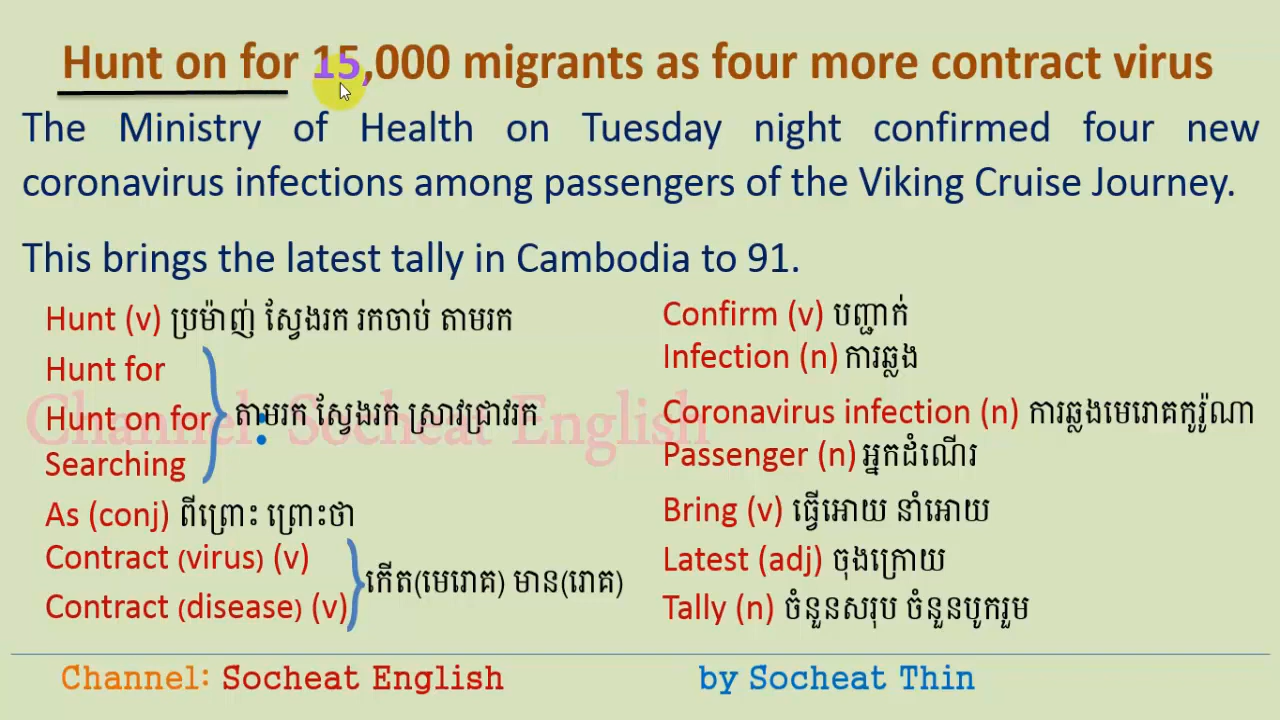 Hunt on for 15,000 migrants as four more contract virus
The Ministry of Health on Tuesday night confirmed four new
coronavirus infections among passengers of the Viking Cruise Journey.
This brings the latest tally in Cambodia to 91.
Hunt (v) ប្រម៉ាញ់ ស្វែងរក រកចាប់ តាមរក
Hunt for
Hunt on for
Searching
តាមរក ស្វែងរក ស្រាវជ្រាវរក
As (conj) ពីព្រោះ ព្រោះថា
Contract (virus) (v)
Contract (disease) (v)
កើត(មេរោគ) មាន(រោគ)
Confirm (v) បញ្ជាក់
Infection (n) ការឆ្លង
Coronavirus infection (n) ការឆ្លងមេរោគកូរ៉ូណា
Passenger (n) អ្នកដំណើរ
Bring (v) ធ្វើអោយ នាំអោយ
Latest (adj) ចុងក្រោយ
Tally (n) ចំនួនសរុប ចំនួនបូករួម
Channel: Socheat English
Channel: Socheat English
by Socheat Thin